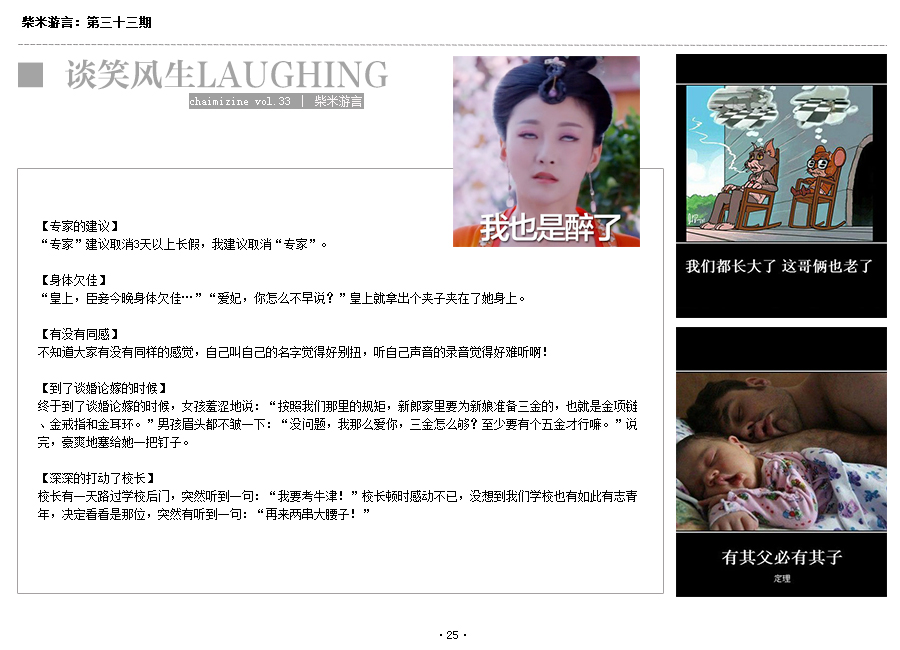 柴米游言：第三十三期
谈笑风生LAUGHING
chaimizine vol.33 | 柴米游言
我也是醉了
【专家的建议】
“专家”建议取消3天以上长假，我建议取消“专家”。
【身体欠佳】
“皇上，臣妾今晚身体欠佳…”“爱妃，你怎么不早说？”皇上就拿出个夹子夹在了她身上。
【有没有同感】
不知道大家有没有同样的感觉，自己叫自己的名字觉得好别扭，听自己声音的录音觉得好难听啊！
【到了谈婚论嫁的时候】
终于到了谈婚论嫁的时候，女孩羞涩地说：“按照我们那里的规矩，新郎家里要为新娘准备三金的，也就是金项链
、金戒指和金耳环。”男孩眉头都不皱一下：“没问题，我那么爱你，三金怎么够？至少要有个五金才行嘛。”说
完，豪爽地塞给她一把钉子。
【深深的打动了校长】
校长有一天路过学校后门，突然听到一句：“我要考牛津！”校长顿时感动不已，没想到我们学校也有如此有志青
年，决定看看是那位，突然有听到一句：“再来两串大腰子！”
我们都长大了 这哥俩也老了
有其父必有其子
定理
·25·